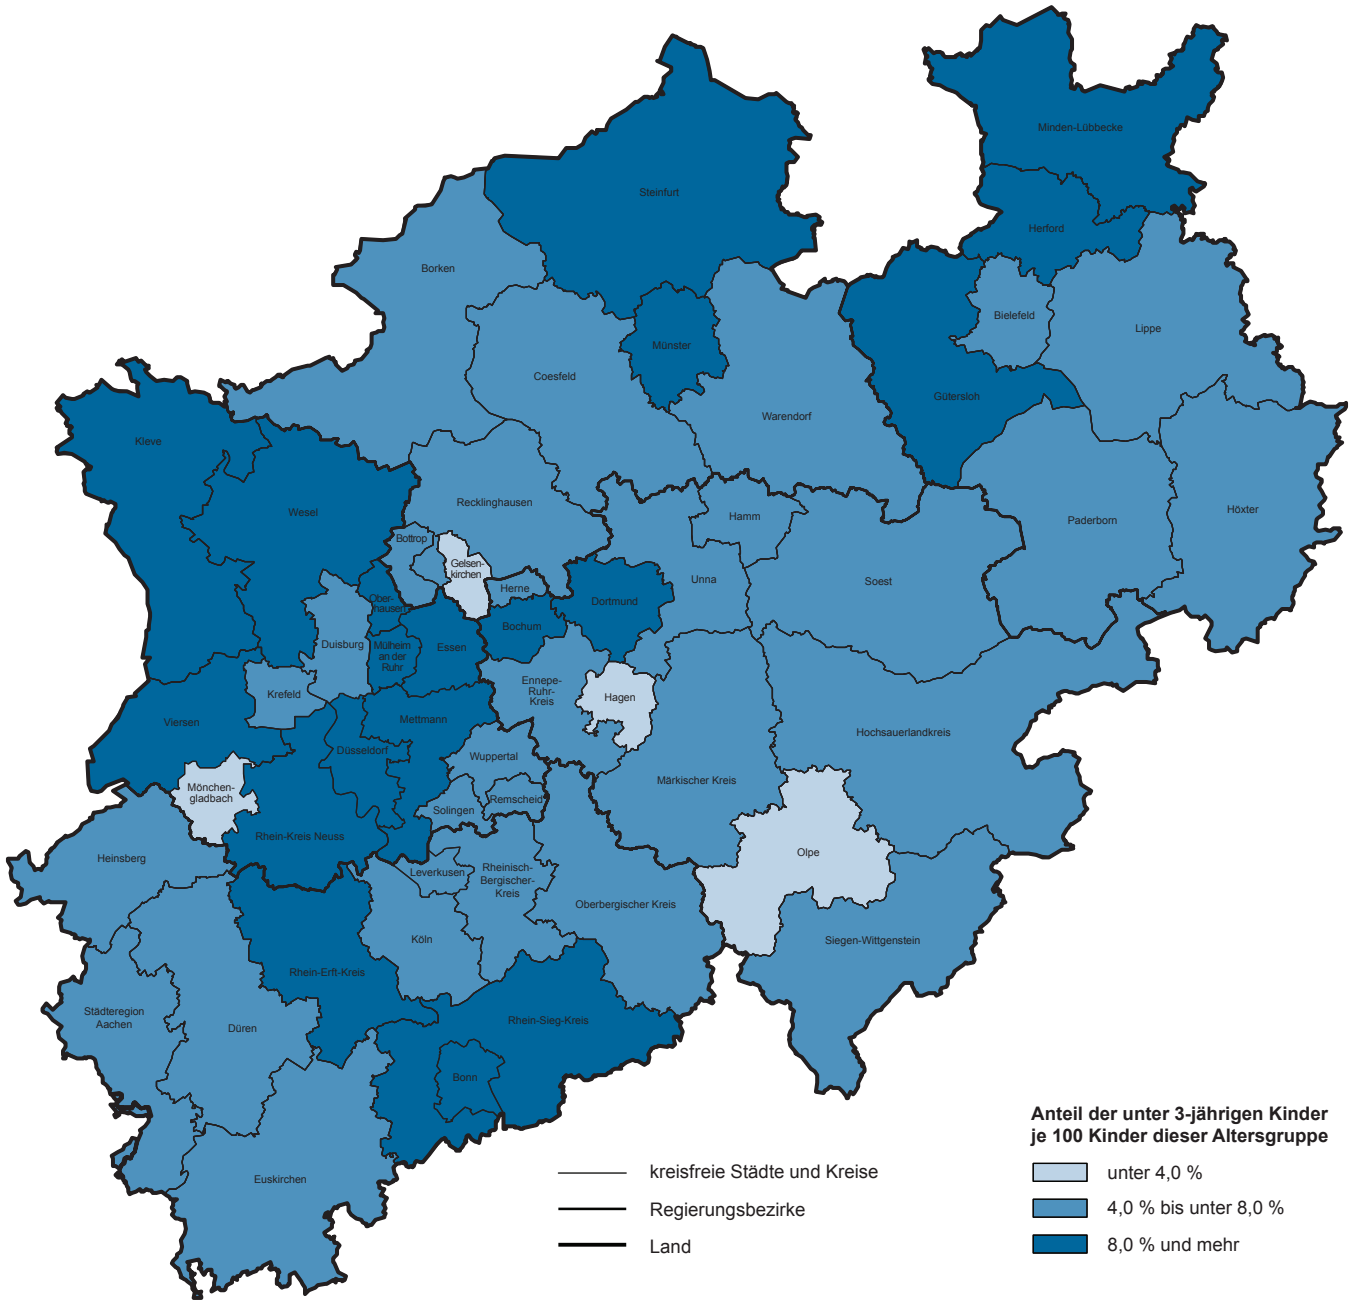 Minden-Lübbecke
Steinfurt
Herford
Borken
Bielefeld
Lippe
Münster
Coesfeld
Gütersloh
Warendorf
Kleve
Recklinghausen
Wesel
Hamm
Höxter
Paderborn
Bottrop
Gelsen-
kirchen
Unna
Soest
Herne
Ober-
hausen
Dortmund
Bochum
Duisburg
Mülheim
an der
Ruhr
Essen
Ennepe-
Ruhr-
Kreis
Krefeld
Hagen
Viersen
Mettmann
Hochsauerlandkreis
Düsseldorf
Wuppertal
Märkischer Kreis
Mönchen-
gladbach
Remscheid
Solingen
Rhein-Kreis Neuss
Olpe
Heinsberg
Leverkusen
Rheinisch-
Bergischer-
Kreis
Oberbergischer Kreis
Köln
Siegen-Wittgenstein
Rhein-Erft-Kreis
Städteregion
Aachen
Düren
Rhein-Sieg-Kreis
Bonn
Euskirchen
kreisfreie Städte und Kreise
Regierungsbezirke
Land
Anteil der unter 3-jährigen Kinder
je 100 Kinder dieser Altersgruppe
unter 4,0 %
4,0 % bis unter 8,0 %
8,0 % und mehr